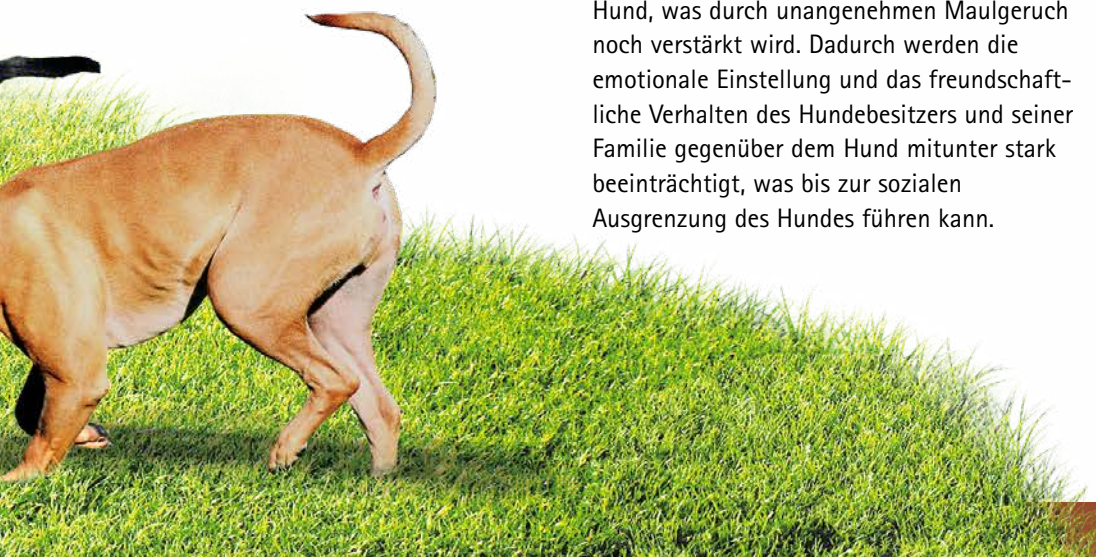 Hund, was durch unangenehmen Maulgeruch
noch verstärkt wird. Dadurch werden die
emotionale Einstellung und das freundschaft-
liche Verhalten des Hundebesitzers und seiner
Familie gegenüber dem Hund mitunter stark
beeinträchtigt, was bis zur sozialen
Ausgrenzung des Hundes führen kann.